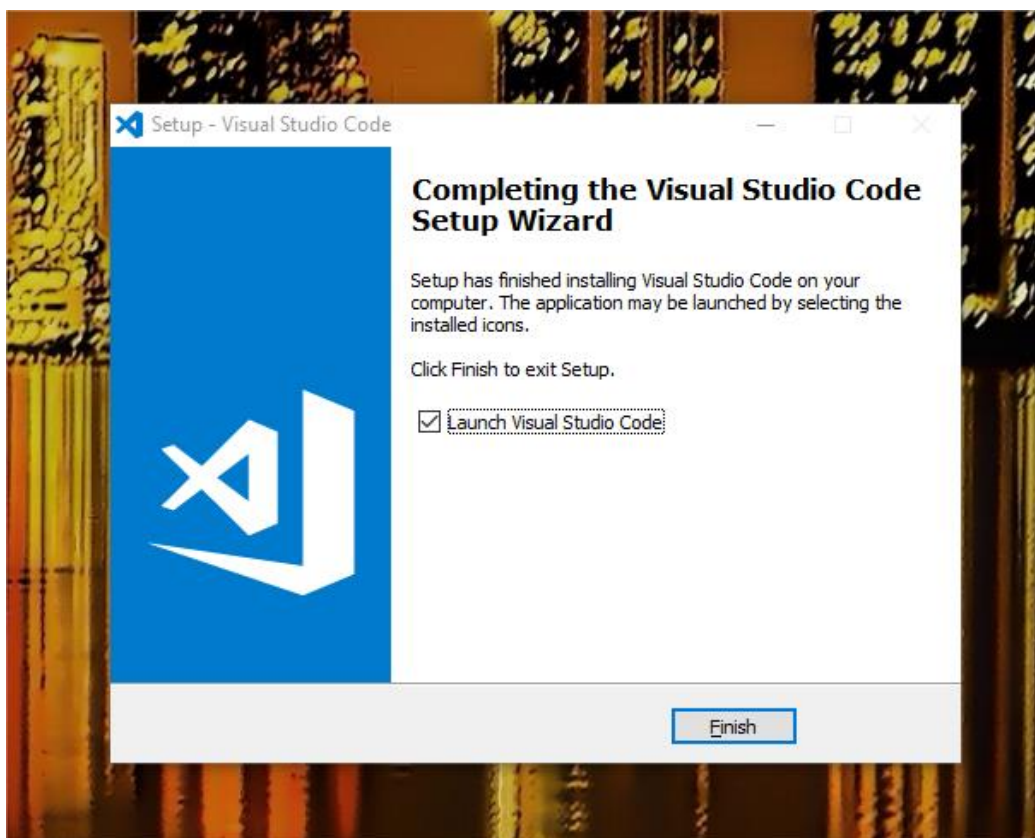 Setup - Visual Studio Code
Completing the Visual Studio Code
Setup Wizard
Setup has finished installing Visual Studio Code on your
computer. The application may be launched by selecting the
installed icons.
Click Finish to exit Setup.
Launch Visual Studio Code
Finish